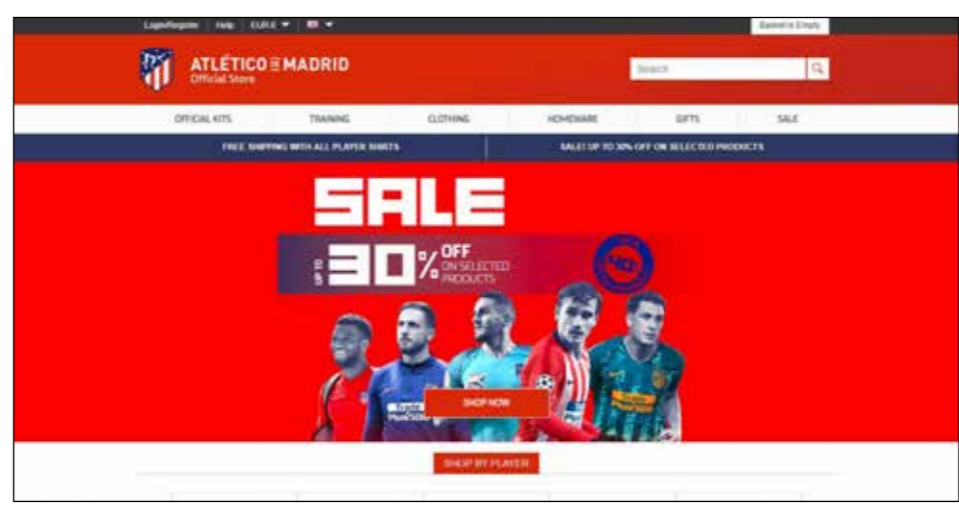 Login/Register Help EUR € Basket is Empty
ATLÉTICO DE MADRID
Official Store
Search
OFFICIAL KITS TRAINING CLOTHING HOMEWARE GIFTS SALE
FREE SHIPPING WITH ALL PLAYER SHIRTS SALE! UP TO 30% OFF ON SELECTED PRODUCTS
SALE
UP TO 30% OFF
ON SELECTED
PRODUCTS
SHOP NOW
SHOP BY PLAYER